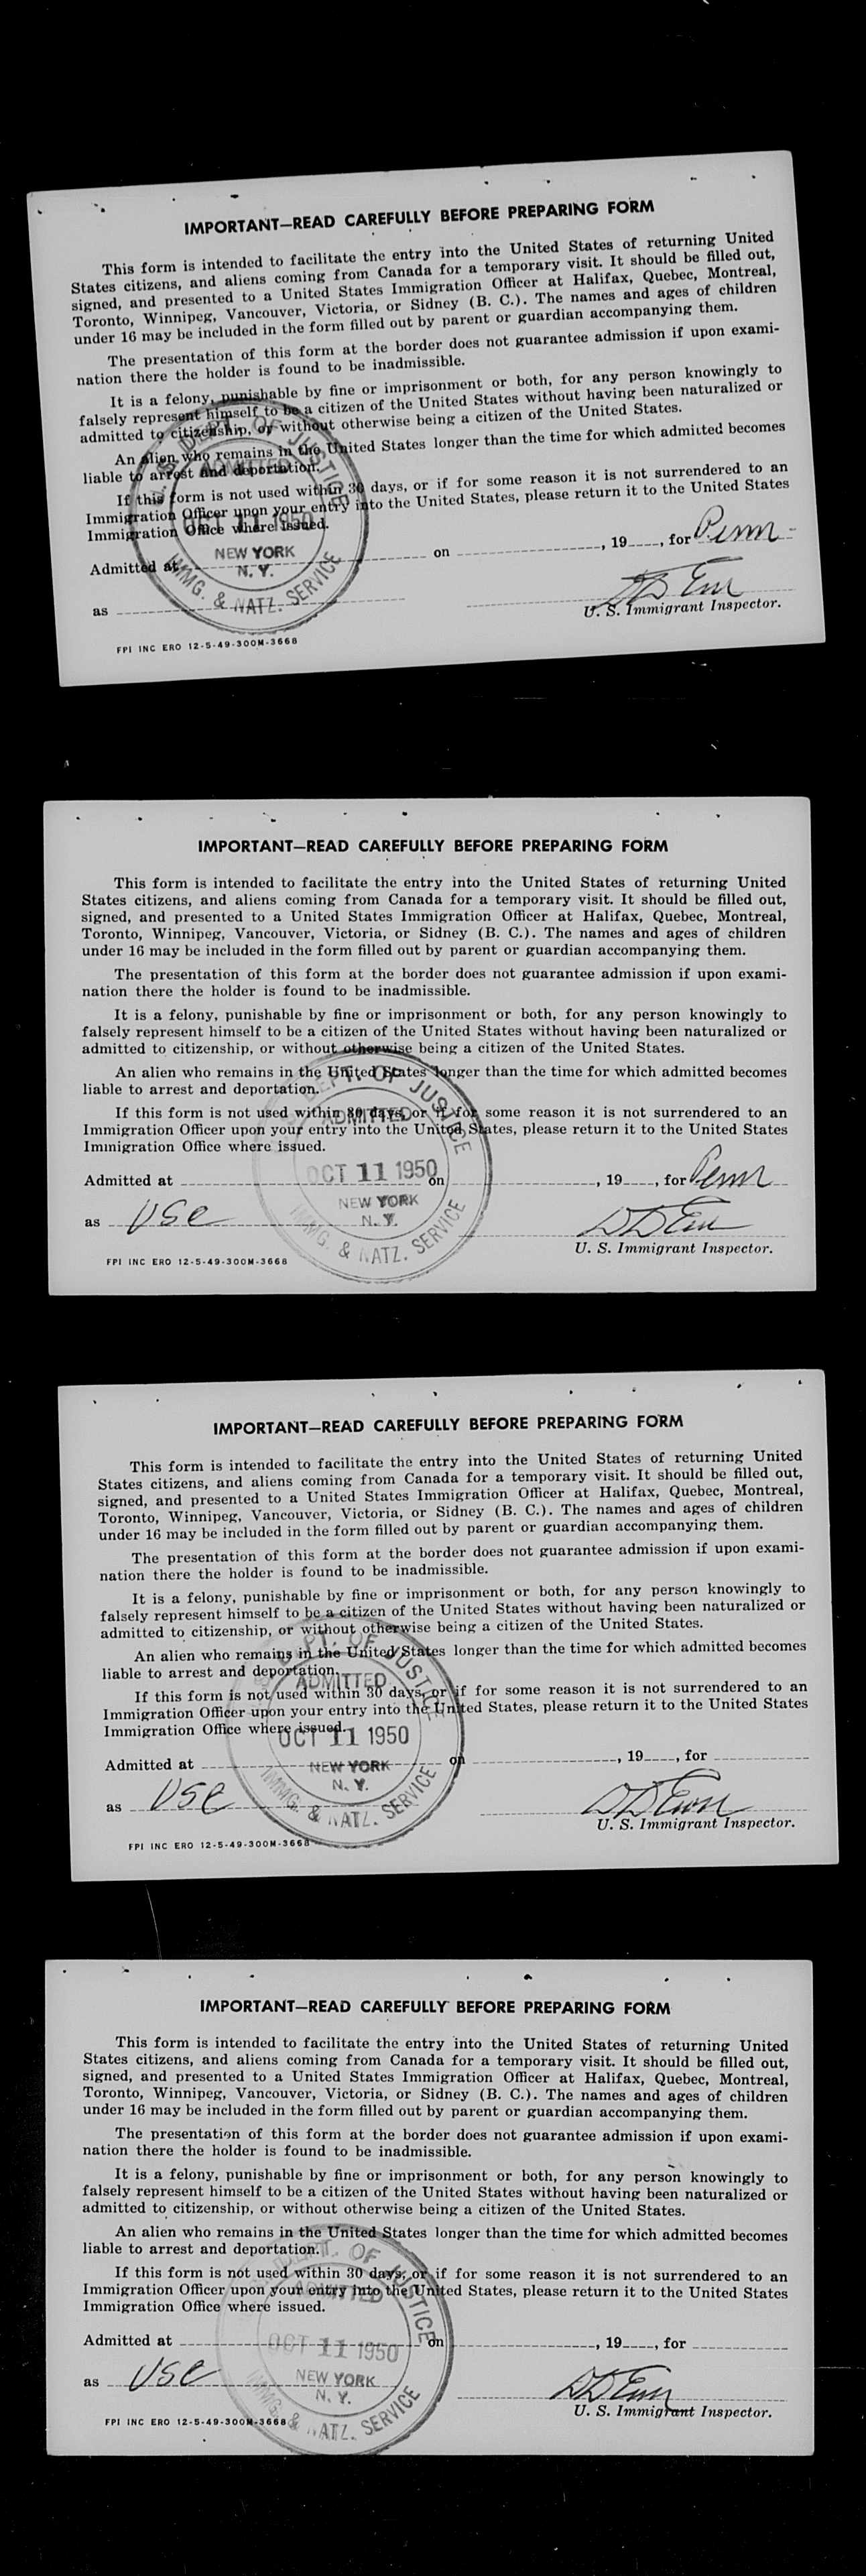 IMPORTANT—READ CAREFULLY BEFORE PREPARING FORM
This form is intended to facilitate the entry into the United States of returning United
States citizens, and aliens coming from Canada for a temporary visit. It should be filled out,
signed, and presented to a United States Immigration Officer at Halifax, Quebec, Montreal,
Toronto, Winnipeg, Vancouver, Victoria, or Sidney (B. C.). The names and ages of children
under 16 may be included in the form filled out by parent or guardian accompanying them.
The presentation of this form at the border does not guarantee admission if upon exami-
nation there the holder is found to be inadmissible.
It is a felony, punishable by fine or imprisonment or both, for any person knowingly to
falsely represent himself to be a citizen of the United States without having been naturalized or
admitted to citizenship, or without otherwise being a citizen of the United States.
An alien who remains in the United States longer than the time for which admitted becomes
liable to arrest and deportation.
If this form is not used within 30 days, or if for some reason it is not surrendered to an
Immigration Officer upon your entry into the United States, please return it to the United States
Immigration Office where issued.
Admitted at on , 19 , for Perm
as
U. S. Immigrant Inspector.
FPI INC ERO 12-5-49-300M-3668
U. S. DEPT. OF JUSTICE
ADMITTED
OCT 11 1950
NEW YORK
N. Y.
IMMG. & NATZ. SERVICE
IMPORTANT—READ CAREFULLY BEFORE PREPARING FORM
This form is intended to facilitate the entry into the United States of returning United
States citizens, and aliens coming from Canada for a temporary visit. It should be filled out,
signed, and presented to a United States Immigration Officer at Halifax, Quebec, Montreal,
Toronto, Winnipeg, Vancouver, Victoria, or Sidney (B. C.). The names and ages of children
under 16 may be included in the form filled out by parent or guardian accompanying them.
The presentation of this form at the border does not guarantee admission if upon exami-
nation there the holder is found to be inadmissible.
It is a felony, punishable by fine or imprisonment or both, for any person knowingly to
falsely represent himself to be a citizen of the United States without having been naturalized or
admitted to citizenship, or without otherwise being a citizen of the United States.
An alien who remains in the United States longer than the time for which admitted becomes
liable to arrest and deportation.
If this form is not used within 30 days, or if for some reason it is not surrendered to an
Immigration Officer upon your entry into the United States, please return it to the United States
Immigration Office where issued.
Admitted at on , 19 , for Perm
as USC
U. S. Immigrant Inspector.
FPI INC ERO 12-5-49-300M-3668
DEPT. OF JUSTICE
ADMITTED
OCT 11 1950
NEW YORK
N. Y.
IMMG. & NATZ. SERVICE
IMPORTANT—READ CAREFULLY BEFORE PREPARING FORM
This form is intended to facilitate the entry into the United States of returning United
States citizens, and aliens coming from Canada for a temporary visit. It should be filled out,
signed, and presented to a United States Immigration Officer at Halifax, Quebec, Montreal,
Toronto, Winnipeg, Vancouver, Victoria, or Sidney (B. C.). The names and ages of children
under 16 may be included in the form filled out by parent or guardian accompanying them.
The presentation of this form at the border does not guarantee admission if upon exami-
nation there the holder is found to be inadmissible.
It is a felony, punishable by fine or imprisonment or both, for any person knowingly to
falsely represent himself to be a citizen of the United States without having been naturalized or
admitted to citizenship, or without otherwise being a citizen of the United States.
An alien who remains in the United States longer than the time for which admitted becomes
liable to arrest and deportation.
If this form is not used within 30 days, or if for some reason it is not surrendered to an
Immigration Officer upon your entry into the United States, please return it to the United States
Immigration Office where issued.
Admitted at on , 19 , for
as USC
U. S. Immigrant Inspector.
FPI INC ERO 12-5-49-300M-3668
DEPT. OF JUSTICE
ADMITTED
OCT 11 1950
NEW YORK
N. Y.
IMMG. & NATZ. SERVICE
IMPORTANT—READ CAREFULLY BEFORE PREPARING FORM
This form is intended to facilitate the entry into the United States of returning United
States citizens, and aliens coming from Canada for a temporary visit. It should be filled out,
signed, and presented to a United States Immigration Officer at Halifax, Quebec, Montreal,
Toronto, Winnipeg, Vancouver, Victoria, or Sidney (B. C.). The names and ages of children
under 16 may be included in the form filled out by parent or guardian accompanying them.
The presentation of this form at the border does not guarantee admission if upon exami-
nation there the holder is found to be inadmissible.
It is a felony, punishable by fine or imprisonment or both, for any person knowingly to
falsely represent himself to be a citizen of the United States without having been naturalized or
admitted to citizenship, or without otherwise being a citizen of the United States.
An alien who remains in the United States longer than the time for which admitted becomes
liable to arrest and deportation.
If this form is not used within 30 days, or if for some reason it is not surrendered to an
Immigration Officer upon your entry into the United States, please return it to the United States
Immigration Office where issued.
Admitted at on , 19 , for
as USC
U. S. Immigrant Inspector.
FPI INC ERO 12-5-49-300M-3668
DEPT. OF JUSTICE
ADMITTED
OCT 11 1950
NEW YORK
N. Y.
IMMG. & NATZ. SERVICE